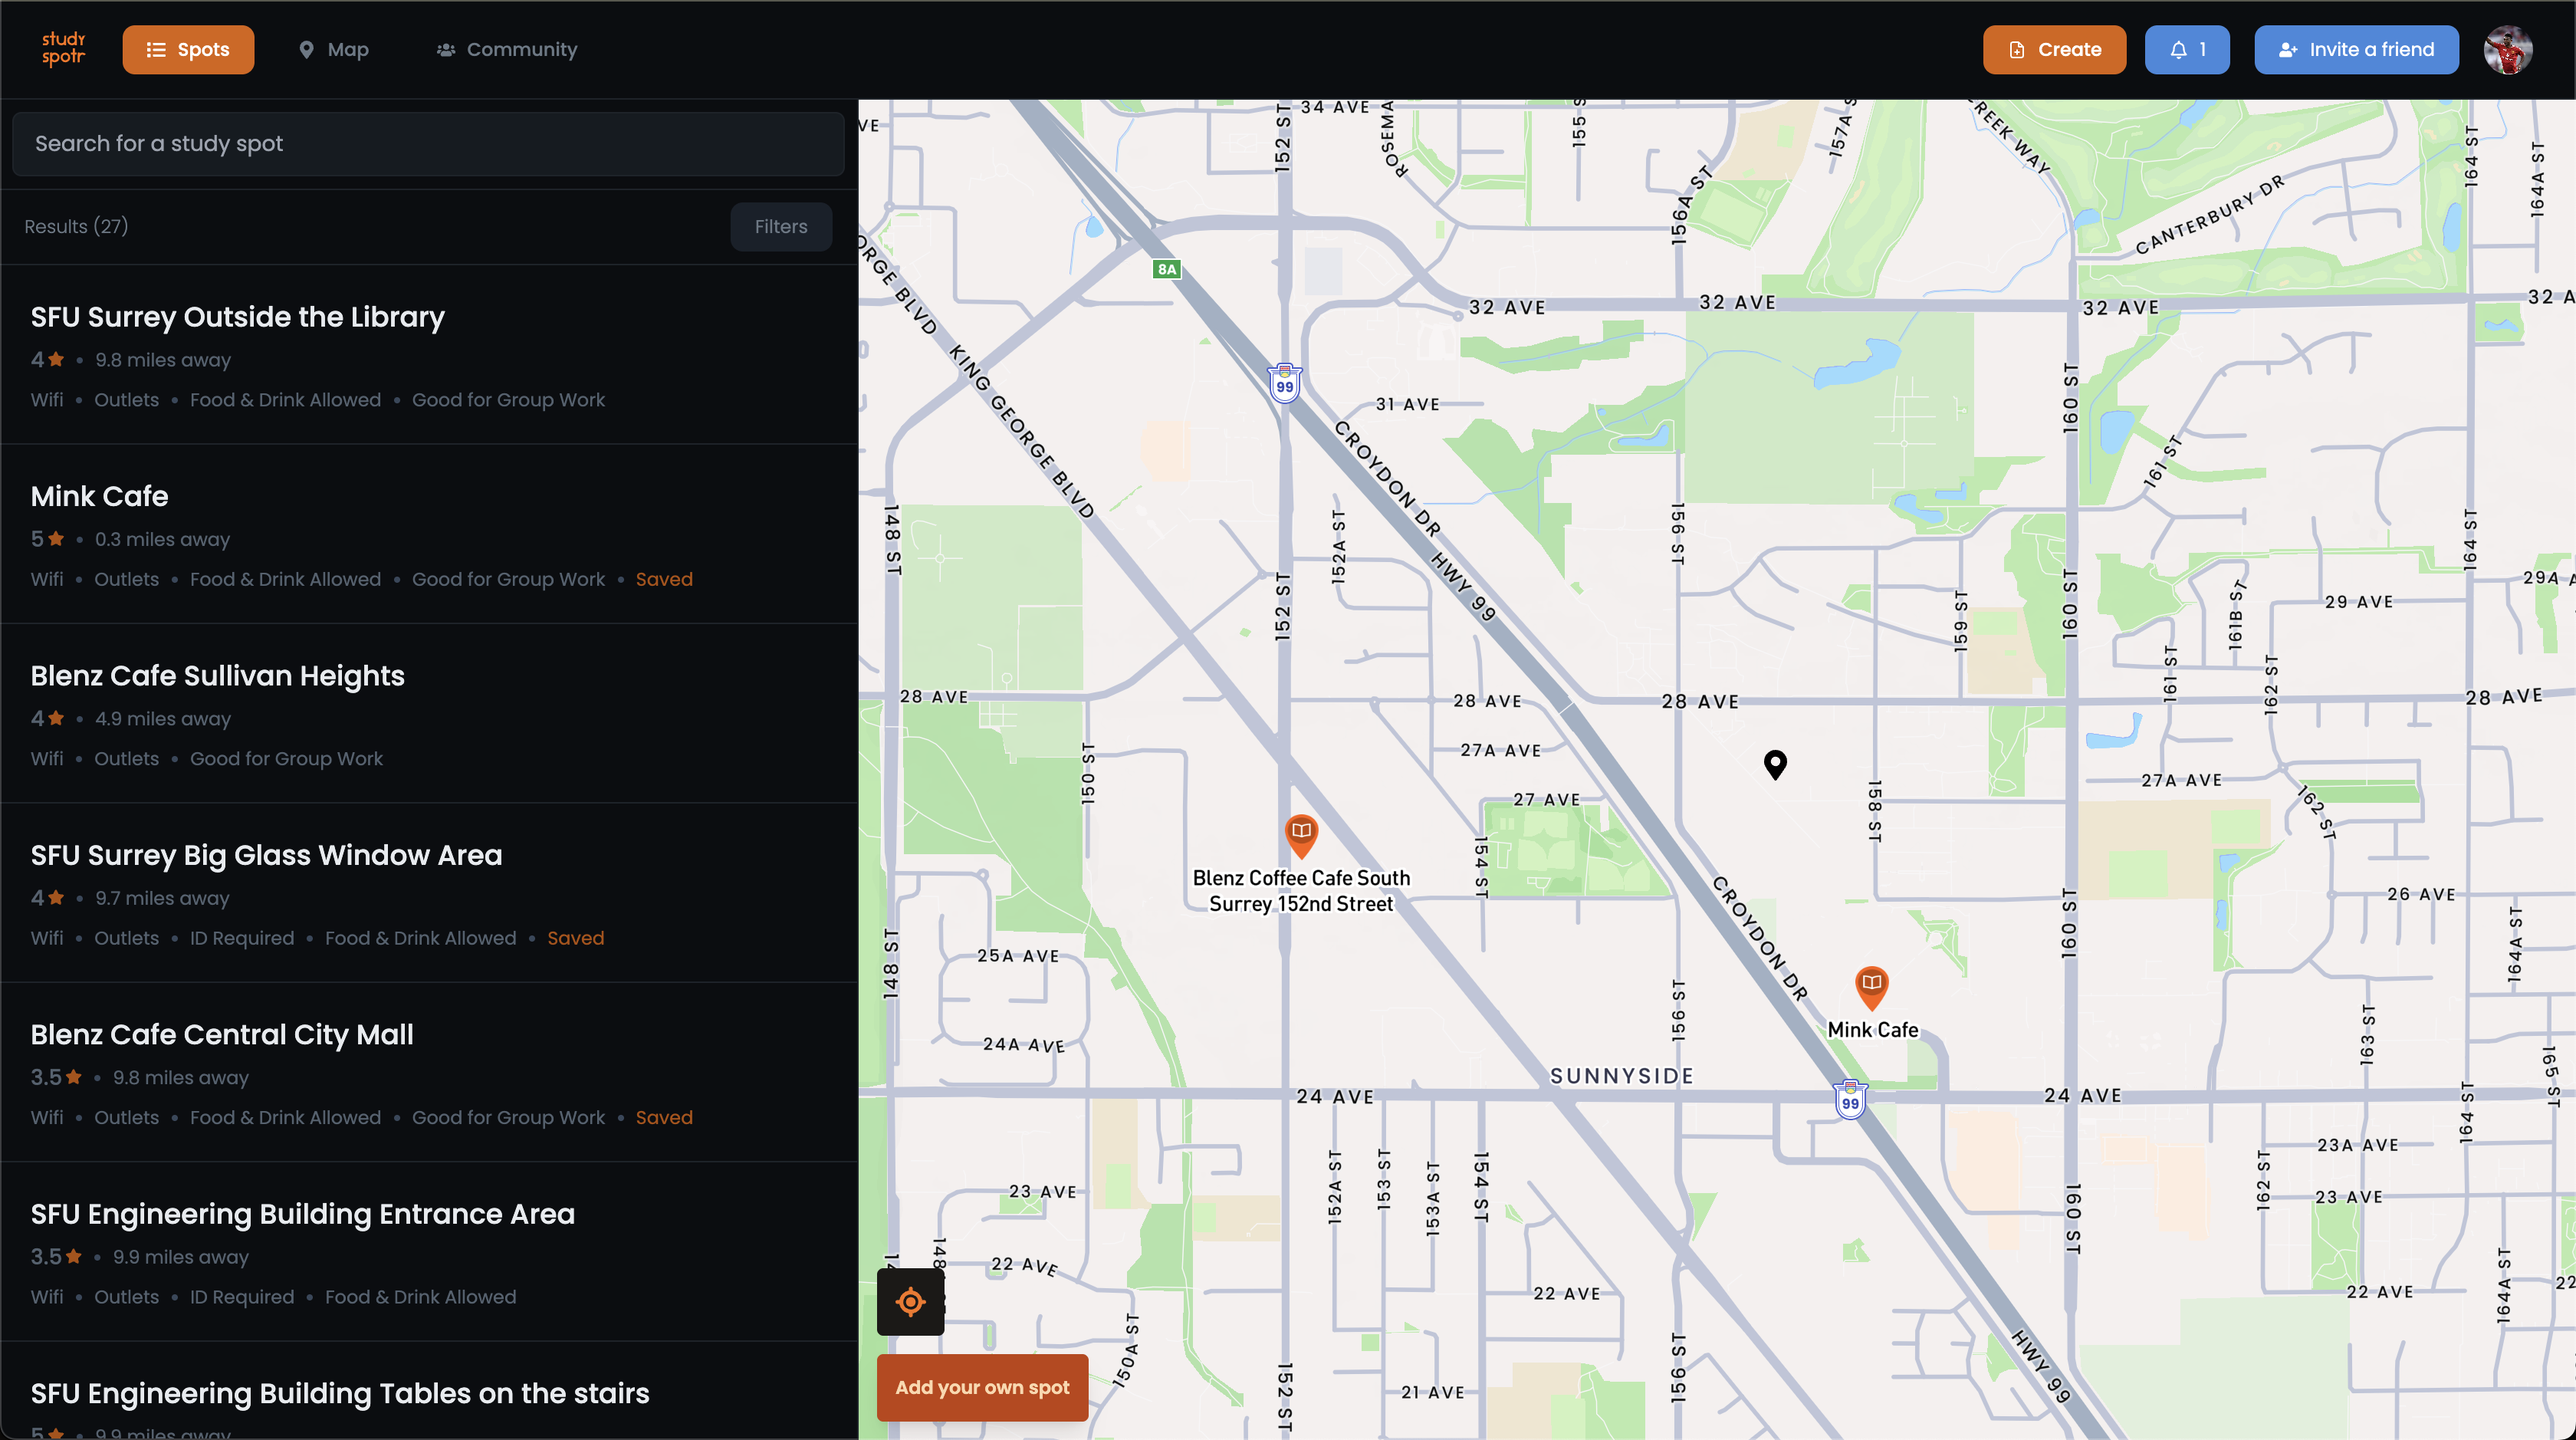 study
spotr
Spots
Map
Community
Create
1
Invite a friend
Search for a study spot
Results (27)
Filters
SFU Surrey Outside the Library
4 • 9.8 miles away
Wifi • Outlets • Food & Drink Allowed • Good for Group Work
Mink Cafe
5 • 0.3 miles away
Wifi • Outlets • Food & Drink Allowed • Good for Group Work • Saved
Blenz Cafe Sullivan Heights
4 • 4.9 miles away
Wifi • Outlets • Good for Group Work
SFU Surrey Big Glass Window Area
4 • 9.7 miles away
Wifi • Outlets • ID Required • Food & Drink Allowed • Saved
Blenz Cafe Central City Mall
3.5 • 9.8 miles away
Wifi • Outlets • Food & Drink Allowed • Good for Group Work • Saved
SFU Engineering Building Entrance Area
3.5 • 9.9 miles away
Wifi • Outlets • ID Required • Food & Drink Allowed
SFU Engineering Building Tables on the stairs
5 • 9.9 miles away
34 AVE
152 ST
155 S
157A S
156A ST
CREEK WAY
CANTERBURY DR
164 ST
164A ST
8A
ORGE BLVD
32 AVE
32 AVE
32 AVE
32 A
KING GEORGE BLVD
99
31 AVE
CROYDON DR
160 ST
161 ST
148 ST
152A ST
156 ST
164 ST
HWY 99
152 ST
159 ST
160 ST
161B ST
29 AVE
29A A
28 AVE
28 AVE
28 AVE
161 ST
162 ST
28 AVE
150 ST
27A AVE
27 AVE
158 ST
27A AVE
162 ST
154 ST
Blenz Coffee Cafe South
Surrey 152nd Street
26 AVE
CROYDON DR
160 ST
164A ST
148 ST
25A AVE
156 ST
Mink Cafe
24A AVE
163 ST
165 ST
SUNNYSIDE
24 AVE
99
24 AVE
164 ST
23A AVE
152A ST
153 ST
153A ST
154 ST
160 ST
162 ST
23 AVE
23 AVE
22 AVE
22 AVE
22 AVE
164A ST
22
148
150A ST
152 ST
156 ST
HWY 99
21 AVE
Add your own spot